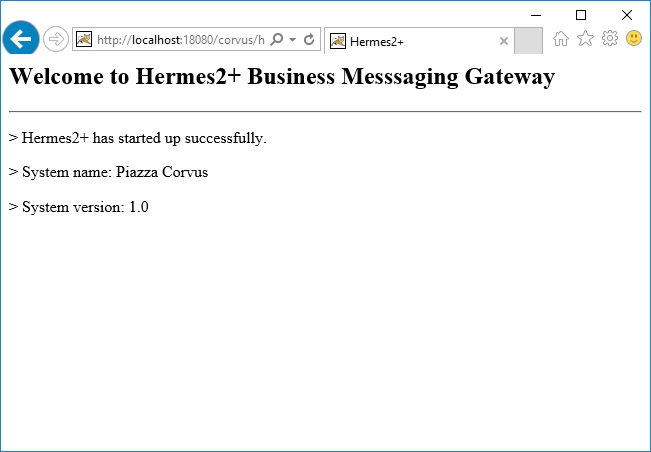 http://localhost:18080/corvus/h
Hermes2+
Welcome to Hermes2+ Business Messsaging Gateway
> Hermes2+ has started up successfully.
> System name: Piazza Corvus
> System version: 1.0